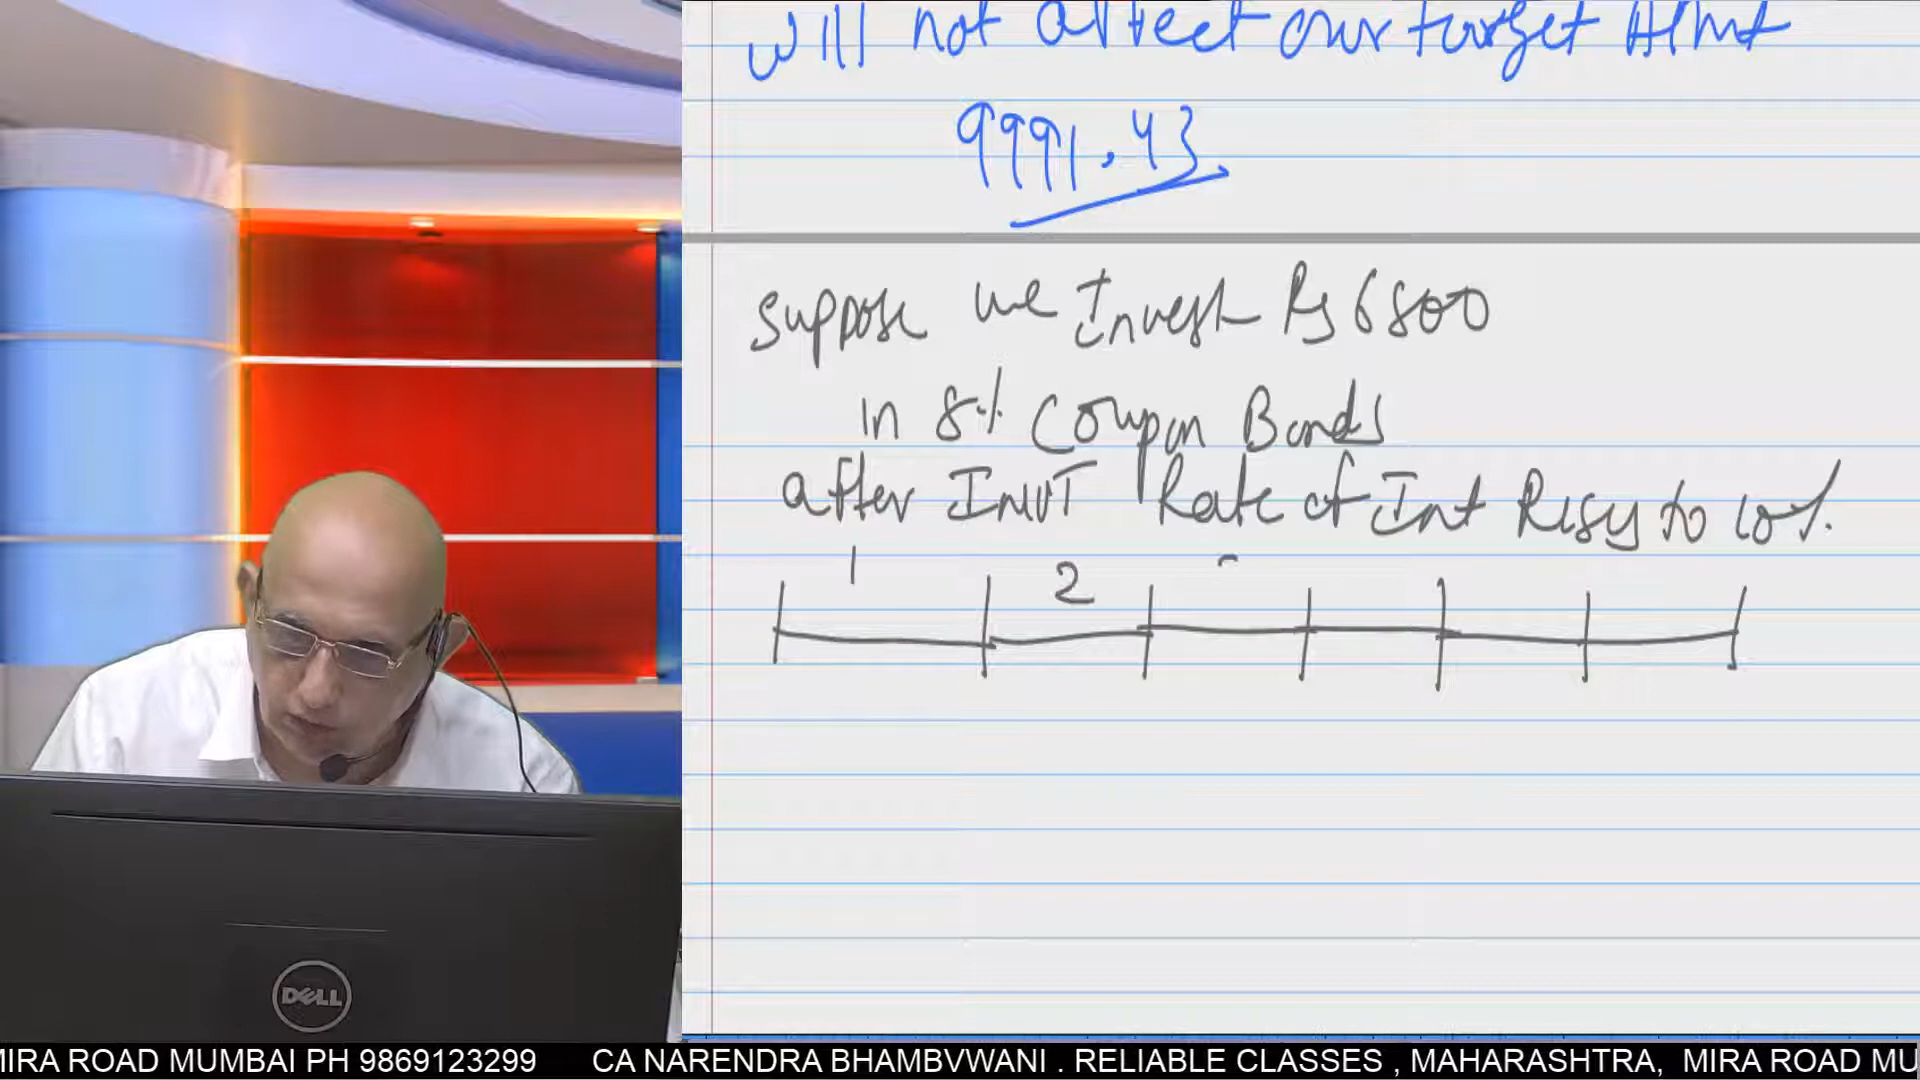 will not affect our target Amt
9991.43.
suppose we Invest Rs 6800
in 8% Coupon Bonds
after INVT Rate of Int Rises to 10%.
1 2
DELL
MIRA ROAD MUMBAI PH 9869123299 CA NARENDRA BHAMBVWANI . RELIABLE CLASSES , MAHARASHTRA, MIRA ROAD MU